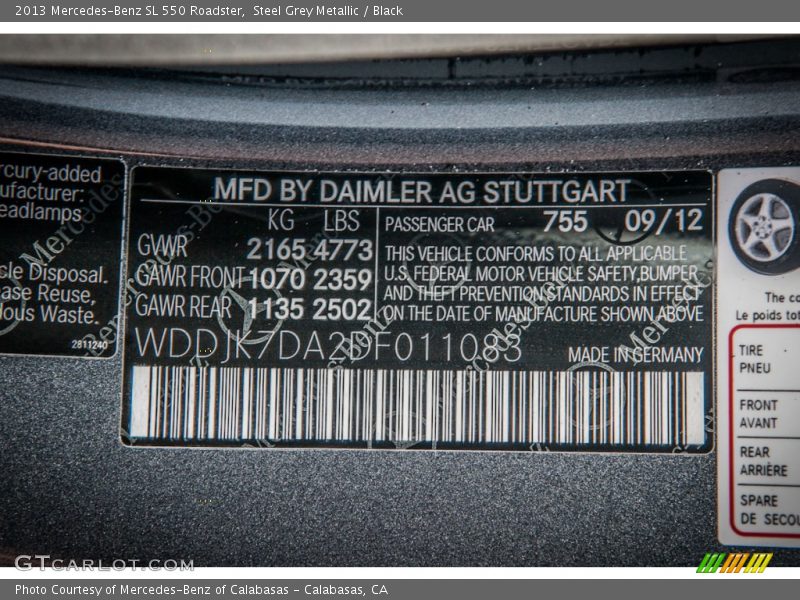 2013 Mercedes-Benz SL 550 Roadster, Steel Grey Metallic / Black
rcury-added
ufacturer:
eadlamps
cle Disposal.
ase Reuse,
dous Waste.
2811240
MFD BY DAIMLER AG STUTTGART
KG LBS
GVWR 2165 4773
GAWR FRONT 1070 2359
GAWR REAR 1135 2502
PASSENGER CAR 755 09/12
THIS VEHICLE CONFORMS TO ALL APPLICABLE
U.S. FEDERAL MOTOR VEHICLE SAFETY,BUMPER
AND THEFT PREVENTION STANDARDS IN EFFECT
ON THE DATE OF MANUFACTURE SHOWN ABOVE
WDDJK7DA2DF011083
MADE IN GERMANY
The co
Le poids tot
TIRE
PNEU
FRONT
AVANT
REAR
ARRIÈRE
SPARE
DE SECOU
GTCARLOT.COM
Photo Courtesy of Mercedes-Benz of Calabasas - Calabasas, CA